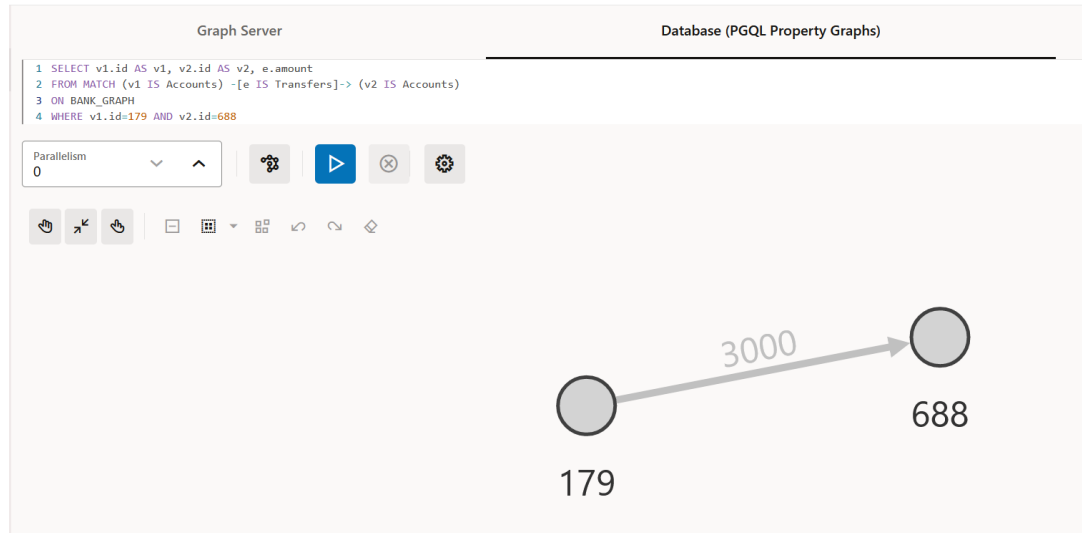 Graph Server
Database (PGQL Property Graphs)
1 SELECT v1.id AS v1, v2.id AS v2, e.amount
2 FROM MATCH (v1 IS Accounts) -[e IS Transfers]-> (v2 IS Accounts)
3 ON BANK_GRAPH
4 WHERE v1.id=179 AND v2.id=688
Parallelism
0
3000
688
179